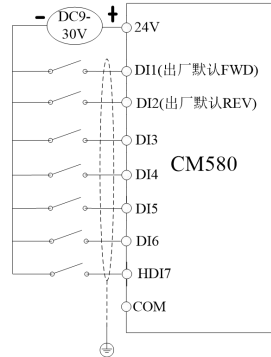 − DC9-30V +
24V
DI1(出厂默认FWD)
DI2(出厂默认REV)
DI3
DI4
CM580
DI5
DI6
HDI7
COM